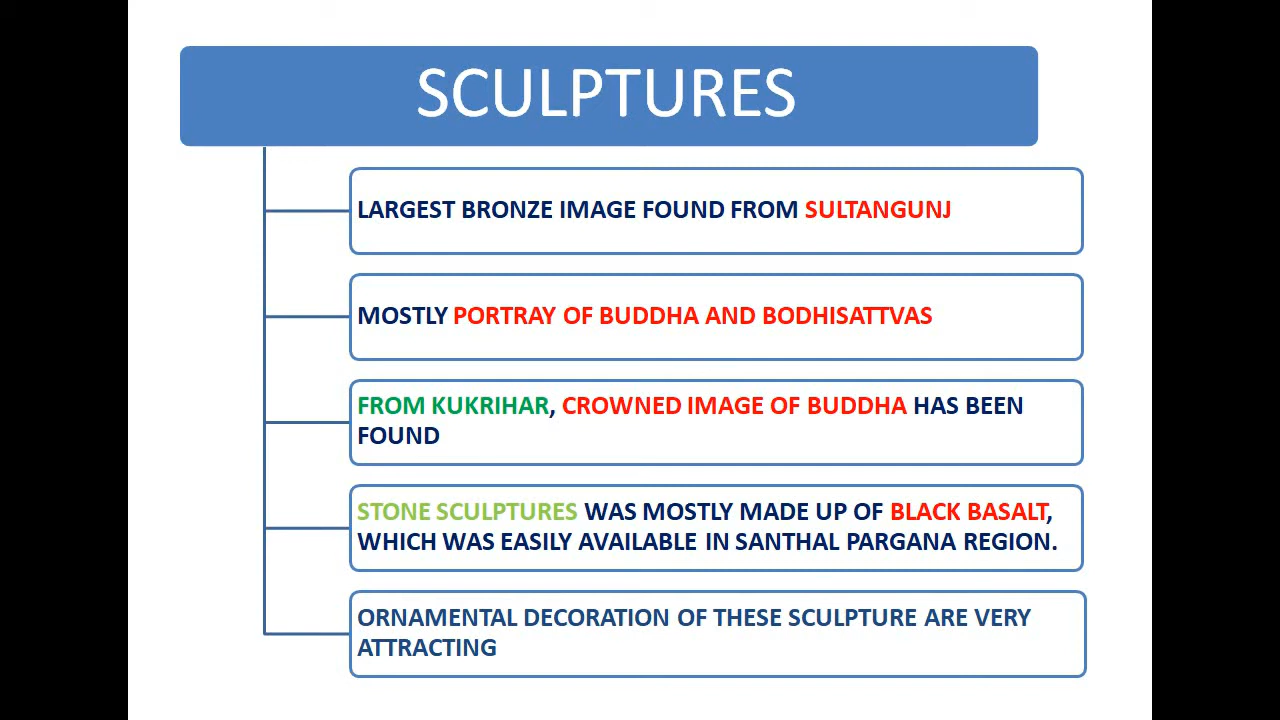 SCULPTURES
LARGEST BRONZE IMAGE FOUND FROM SULTANGUNJ
MOSTLY PORTRAY OF BUDDHA AND BODHISATTVAS
FROM KUKRIHAR, CROWNED IMAGE OF BUDDHA HAS BEEN
FOUND
STONE SCULPTURES WAS MOSTLY MADE UP OF BLACK BASALT,
WHICH WAS EASILY AVAILABLE IN SANTHAL PARGANA REGION.
ORNAMENTAL DECORATION OF THESE SCULPTURE ARE VERY
ATTRACTING